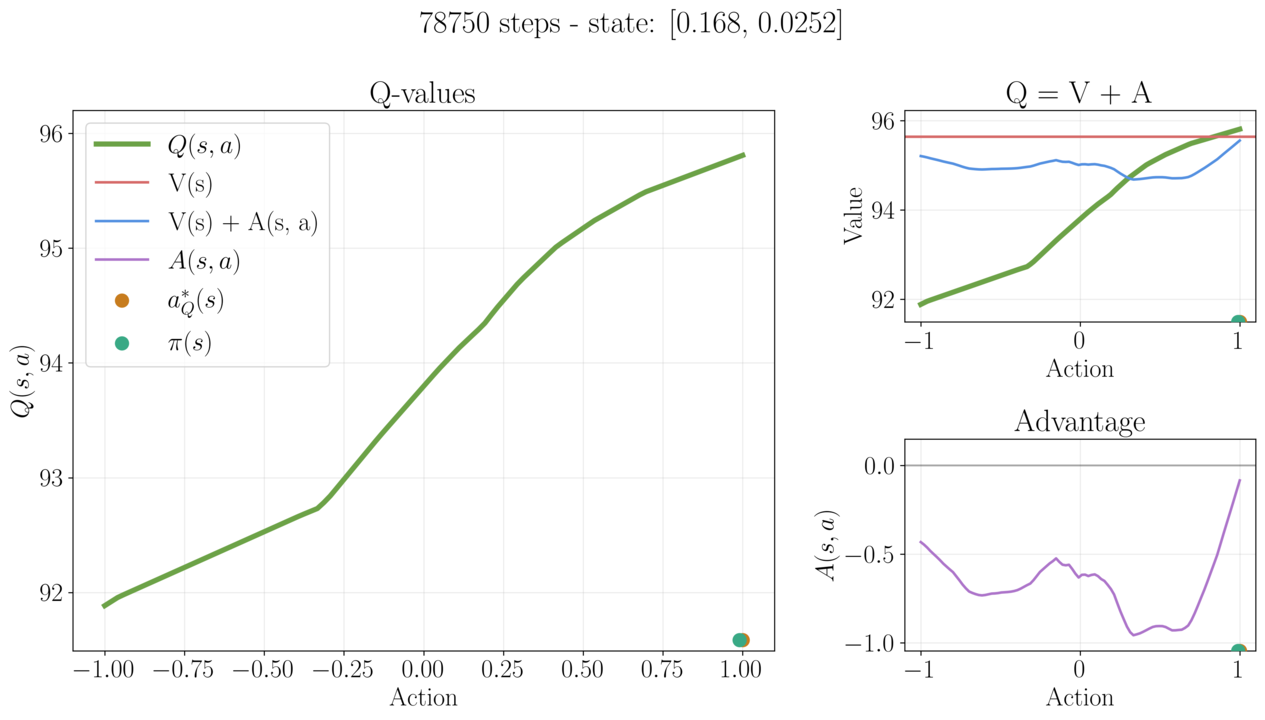 78750 steps - state: [0.168, 0.0252]
Q-values
Q(s, a)
V(s)
V(s) + A(s, a)
A(s, a)
a*Q(s)
π(s)
96
95
94
93
92
Q(s, a)
−1.00 −0.75 −0.50 −0.25 0.00 0.25 0.50 0.75 1.00
Action
Q = V + A
96
94
92
Value
−1 0 1
Action
Advantage
0.0
−0.5
−1.0
A(s, a)
−1 0 1
Action